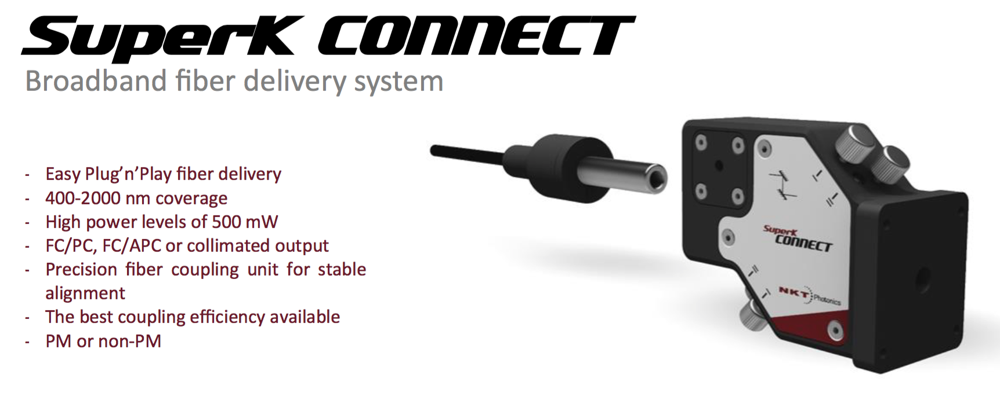 SuperK CONNECT
Broadband fiber delivery system
- Easy Plug’n’Play fiber delivery
- 400-2000 nm coverage
- High power levels of 500 mW
- FC/PC, FC/APC or collimated output
- Precision fiber coupling unit for stable
alignment
- The best coupling efficiency available
- PM or non-PM
SuperK
CONNECT
NKT Photonics